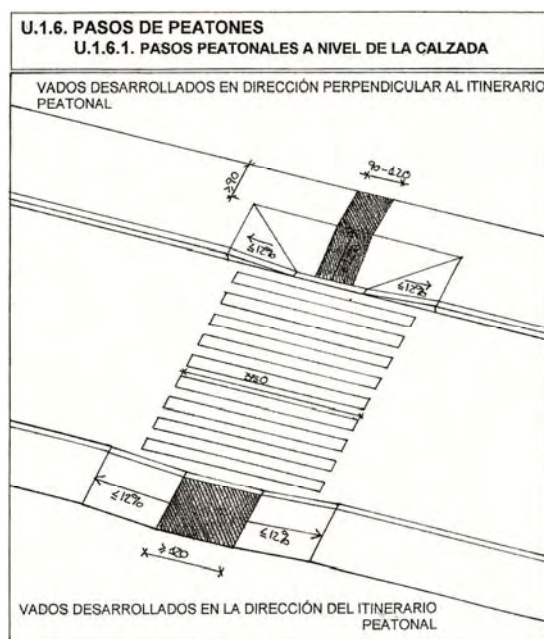 U.1.6. PASOS DE PEATONES
U.1.6.1. PASOS PEATONALES A NIVEL DE LA CALZADA
VADOS DESARROLLADOS EN DIRECCIÓN PERPENDICULAR AL ITINERARIO
PEATONAL
90-120
≥90
≤12%
≤12%
≤12%
≤12%
≥120
VADOS DESARROLLADOS EN LA DIRECCIÓN DEL ITINERARIO
PEATONAL